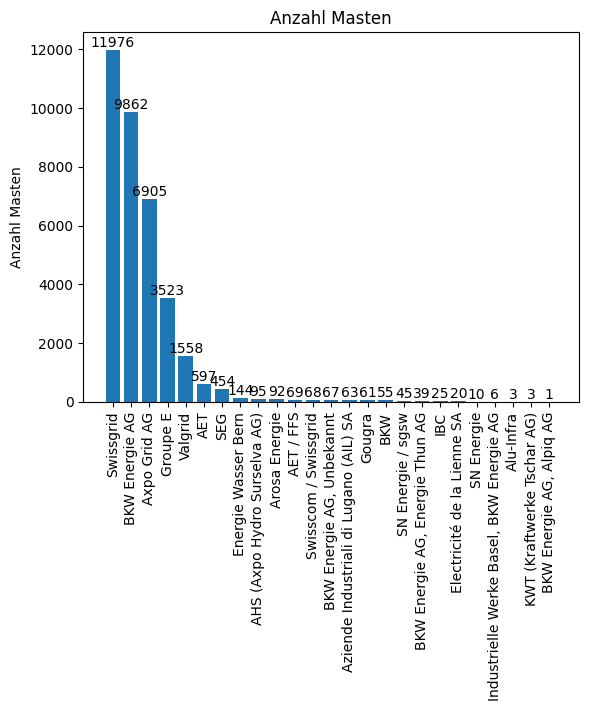 Anzahl Masten
Anzahl Masten
12000
10000
8000
6000
4000
2000
0
11976
9862
6905
3523
1558
597
454
144
95
92
69
68
67
63
61
55
45
39
25
20
10
6
3
3
1
Swissgrid
BKW Energie AG
Axpo Grid AG
Groupe E
Valgrid
AET
SEG
Energie Wasser Bern
AHS (Axpo Hydro Surselva AG)
Arosa Energie
AET / FFS
Swisscom / Swissgrid
BKW Energie AG, Unbekannt
Aziende Industriali di Lugano (AIL) SA
Gougra
BKW
SN Energie / sgsw
BKW Energie AG, Energie Thun AG
IBC
Electricité de la Lienne SA
SN Energie
Industrielle Werke Basel, BKW Energie AG
Alu-Infra
KWT (Kraftwerke Tschar AG)
BKW Energie AG, Alpiq AG